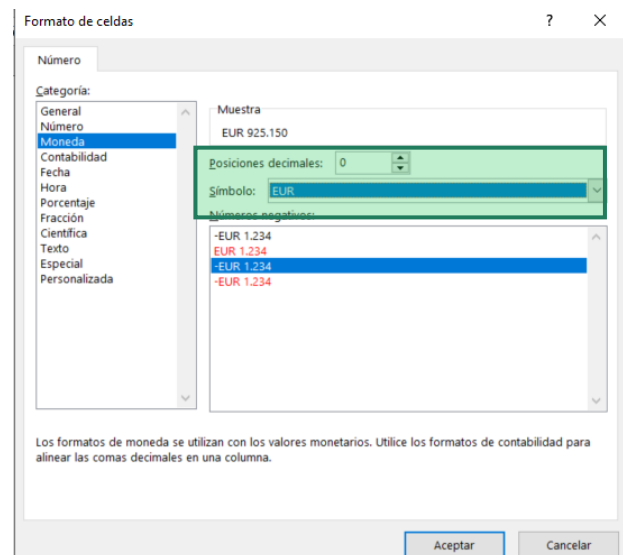 Formato de celdas ? ×
Número
Categoría:
General
Número
Moneda
Contabilidad
Fecha
Hora
Porcentaje
Fracción
Científica
Texto
Especial
Personalizada
Muestra
EUR 925.150
Posiciones decimales: 0
Símbolo: EUR
Números negativos:
-EUR 1.234
EUR 1.234
-EUR 1.234
-EUR 1.234
Los formatos de moneda se utilizan con los valores monetarios. Utilice los formatos de contabilidad para
alinear las comas decimales en una columna.
Aceptar Cancelar